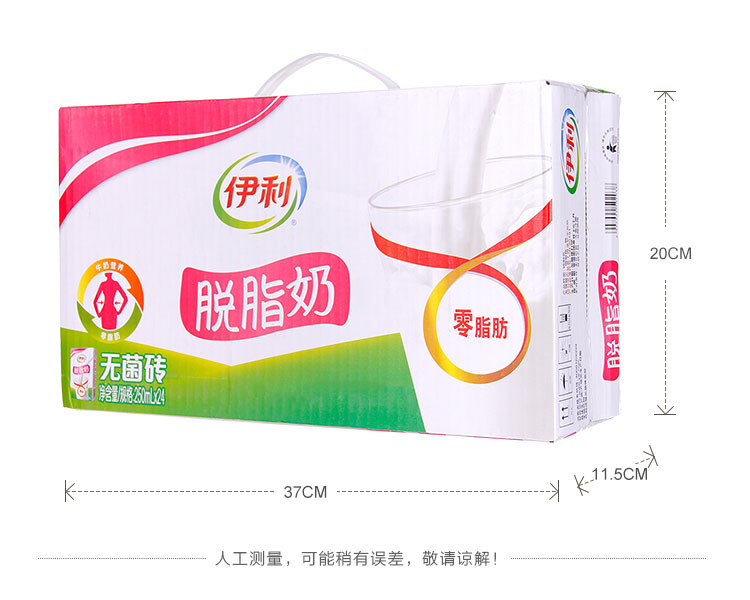 伊利
®
脱脂奶
零脂肪
牛奶营养
零脂肪
无菌砖
净含量/规格:250mLx24
伊利
脱脂奶
20CM
11.5CM
37CM
人工测量，可能稍有误差，敬请谅解！